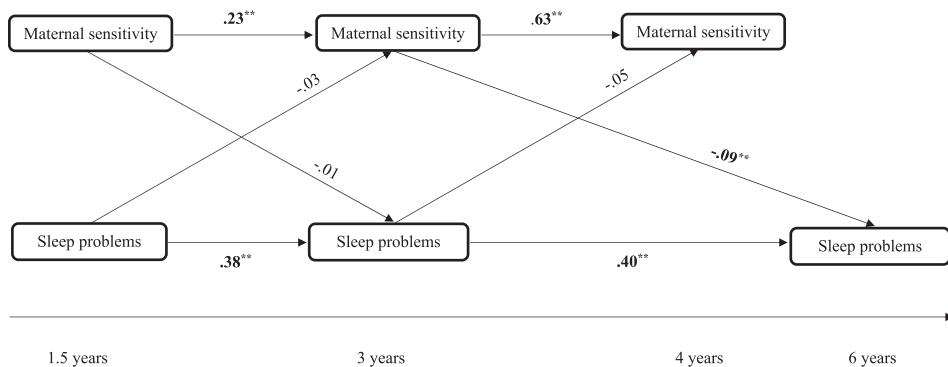 .23**
.63**
Maternal sensitivity
Maternal sensitivity
Maternal sensitivity
-.03
-.05
-.01
-.09**
Sleep problems
Sleep problems
Sleep problems
.38**
.40**
1.5 years
3 years
4 years
6 years